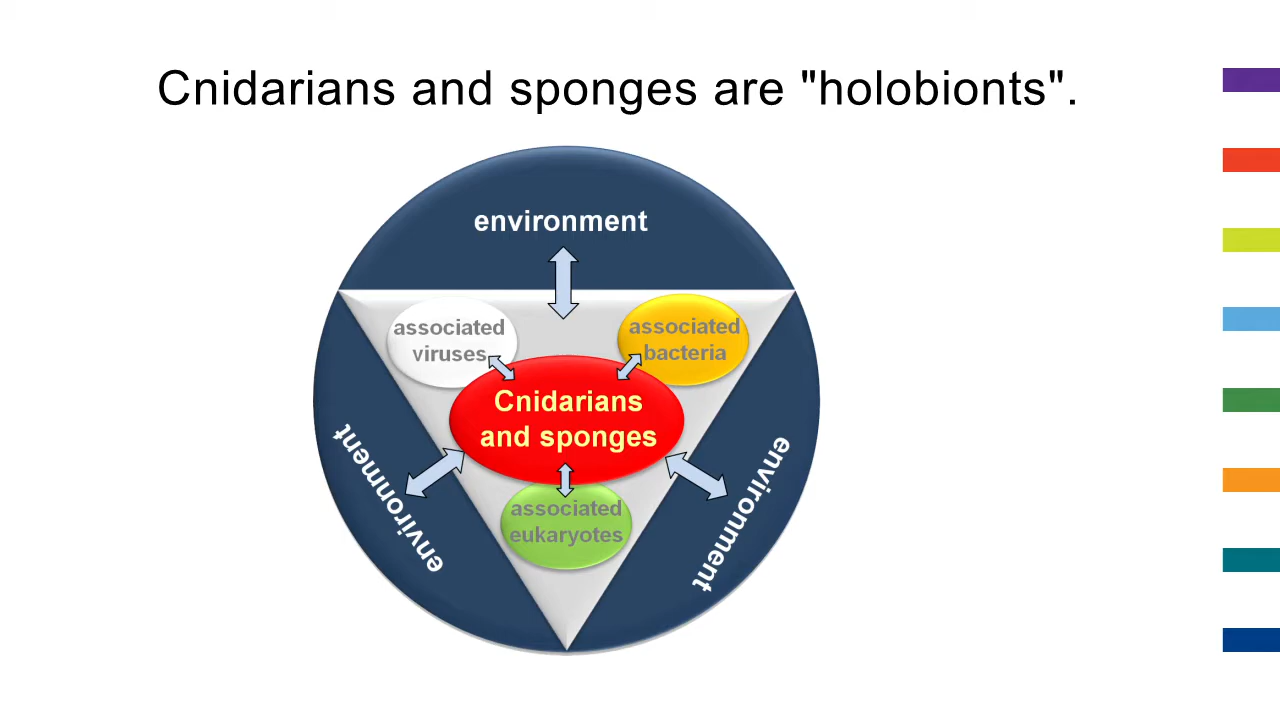 Cnidarians and sponges are "holobionts".
environment
associated
viruses
associated
bacteria
Cnidarians
and sponges
environment
environment
associated
eukaryotes